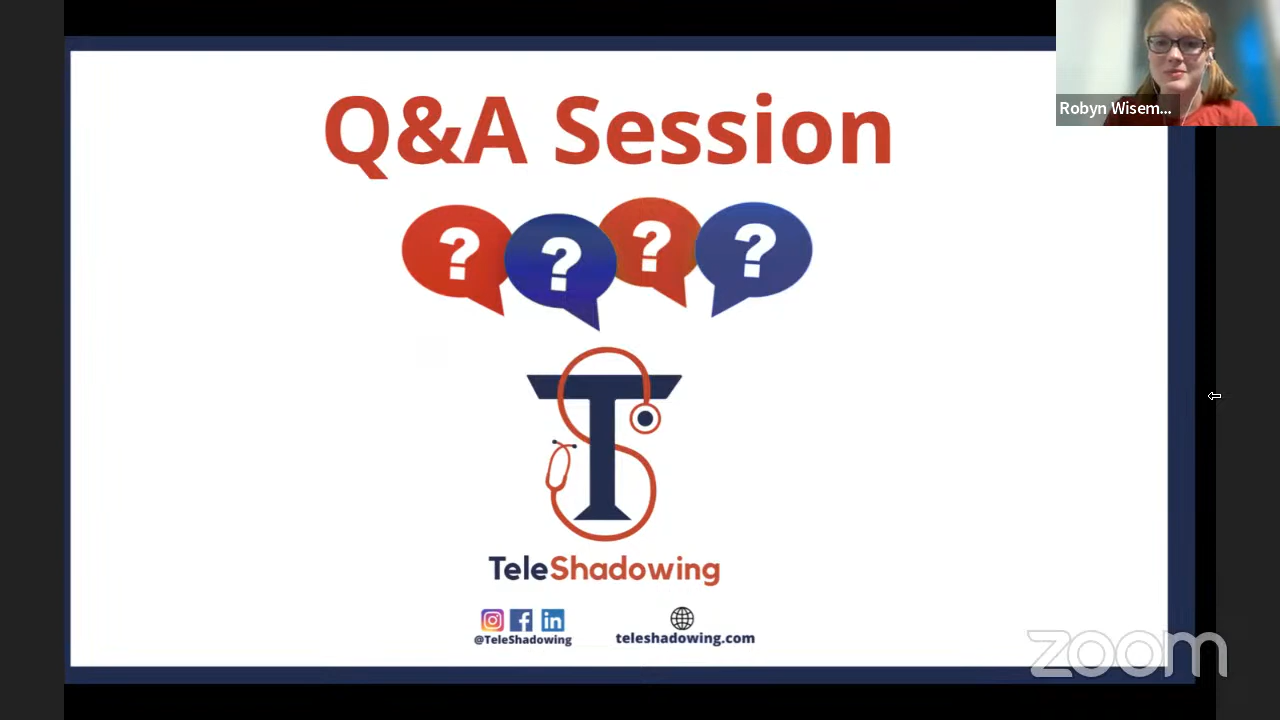 Q&A Session
Robyn Wisem...
? ? ? ?
TeleShadowing
@TeleShadowing
teleshadowing.com
zoom